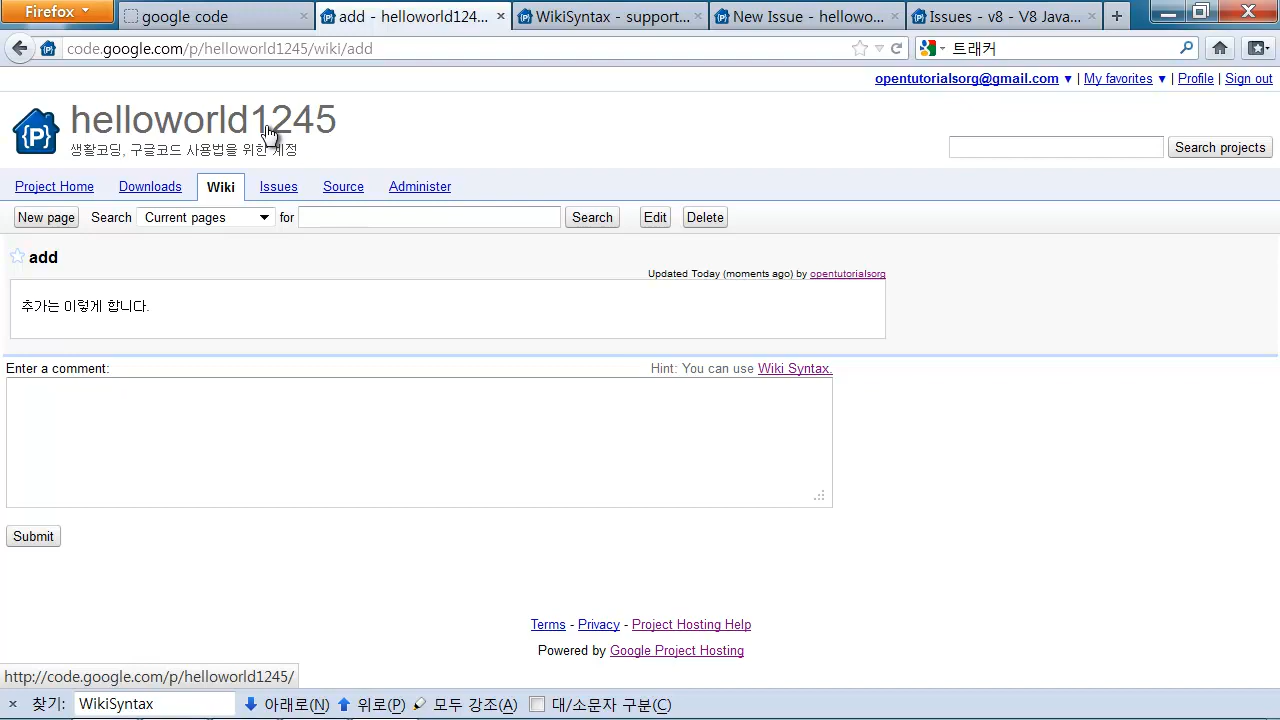 Firefox
google code
add - helloworld124...
WikiSyntax - support...
New Issue - hellowo...
Issues - v8 - V8 Java...
code.google.com/p/helloworld1245/wiki/add
트래커
opentutorialsorg@gmail.com ▼ | My favorites ▼ | Profile | Sign out
helloworld1245
생활코딩, 구글코드 사용법을 위한 계정
Search projects
Project Home Downloads Wiki Issues Source Administer
New page Search Current pages for Search Edit Delete
add
Updated Today (moments ago) by opentutorialsorg
추가는 이렇게 합니다.
Enter a comment: Hint: You can use Wiki Syntax.
Submit
Terms - Privacy - Project Hosting Help
Powered by Google Project Hosting
http://code.google.com/p/helloworld1245/
× 찾기: WikiSyntax 아래로(N) 위로(P) 모두 강조(A) 대/소문자 구분(C)